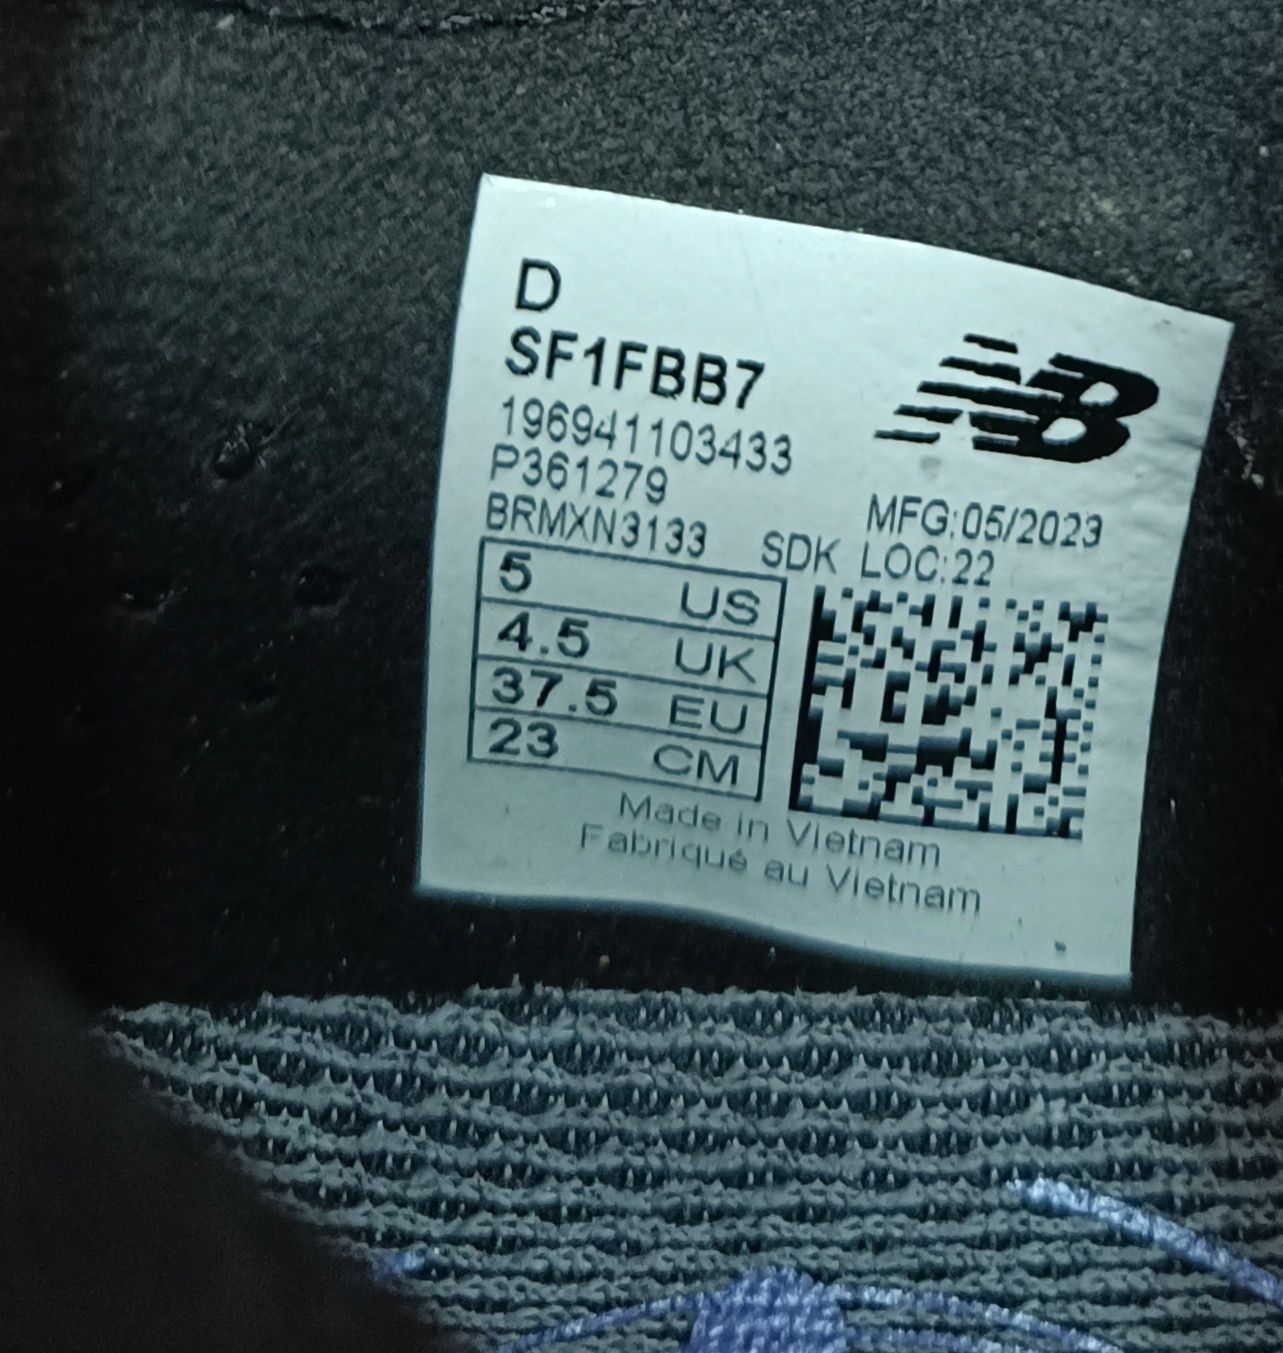 D
SF1FBB7
196941103433
P361279
BRMXN3133
NB
MFG:05/2023
SDK LOC:22
5 US
4.5 UK
37.5 EU
23 CM
Made in Vietnam
Fabriqué au Vietnam